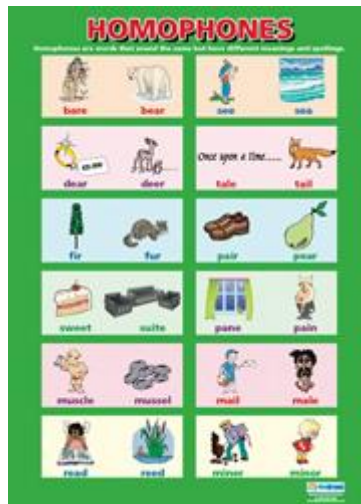 HOMOPHONES
Homophones are words that sound the same but have different meanings and spellings.
bare bear see sea
dear deer tale tail
Once upon a time......
fir fur pair pear
sweet suite pane pain
muscle mussel mail male
read reed miner minor